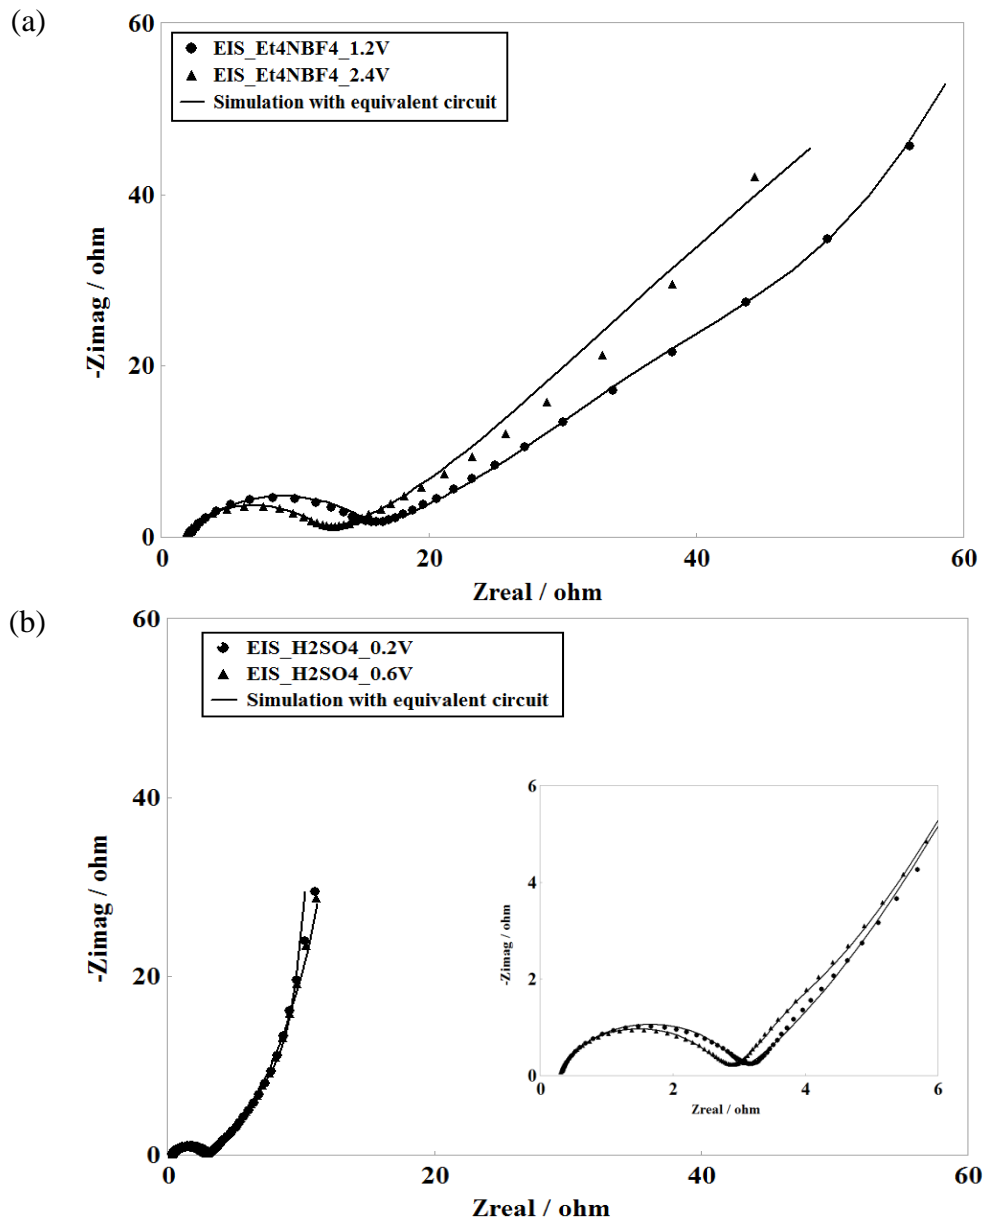 (a)
60
EIS_Et4NBF4_1.2V
EIS_Et4NBF4_2.4V
Simulation with equivalent circuit
40
-Zimag / ohm
20
0
0 20 40 60
Zreal / ohm
(b)
60
EIS_H2SO4_0.2V
EIS_H2SO4_0.6V
Simulation with equivalent circuit
40
-Zimag / ohm
20
0
0 20 40 60
Zreal / ohm
6
4
-Zimag / ohm
2
0
0 2 4 6
Zreal / ohm